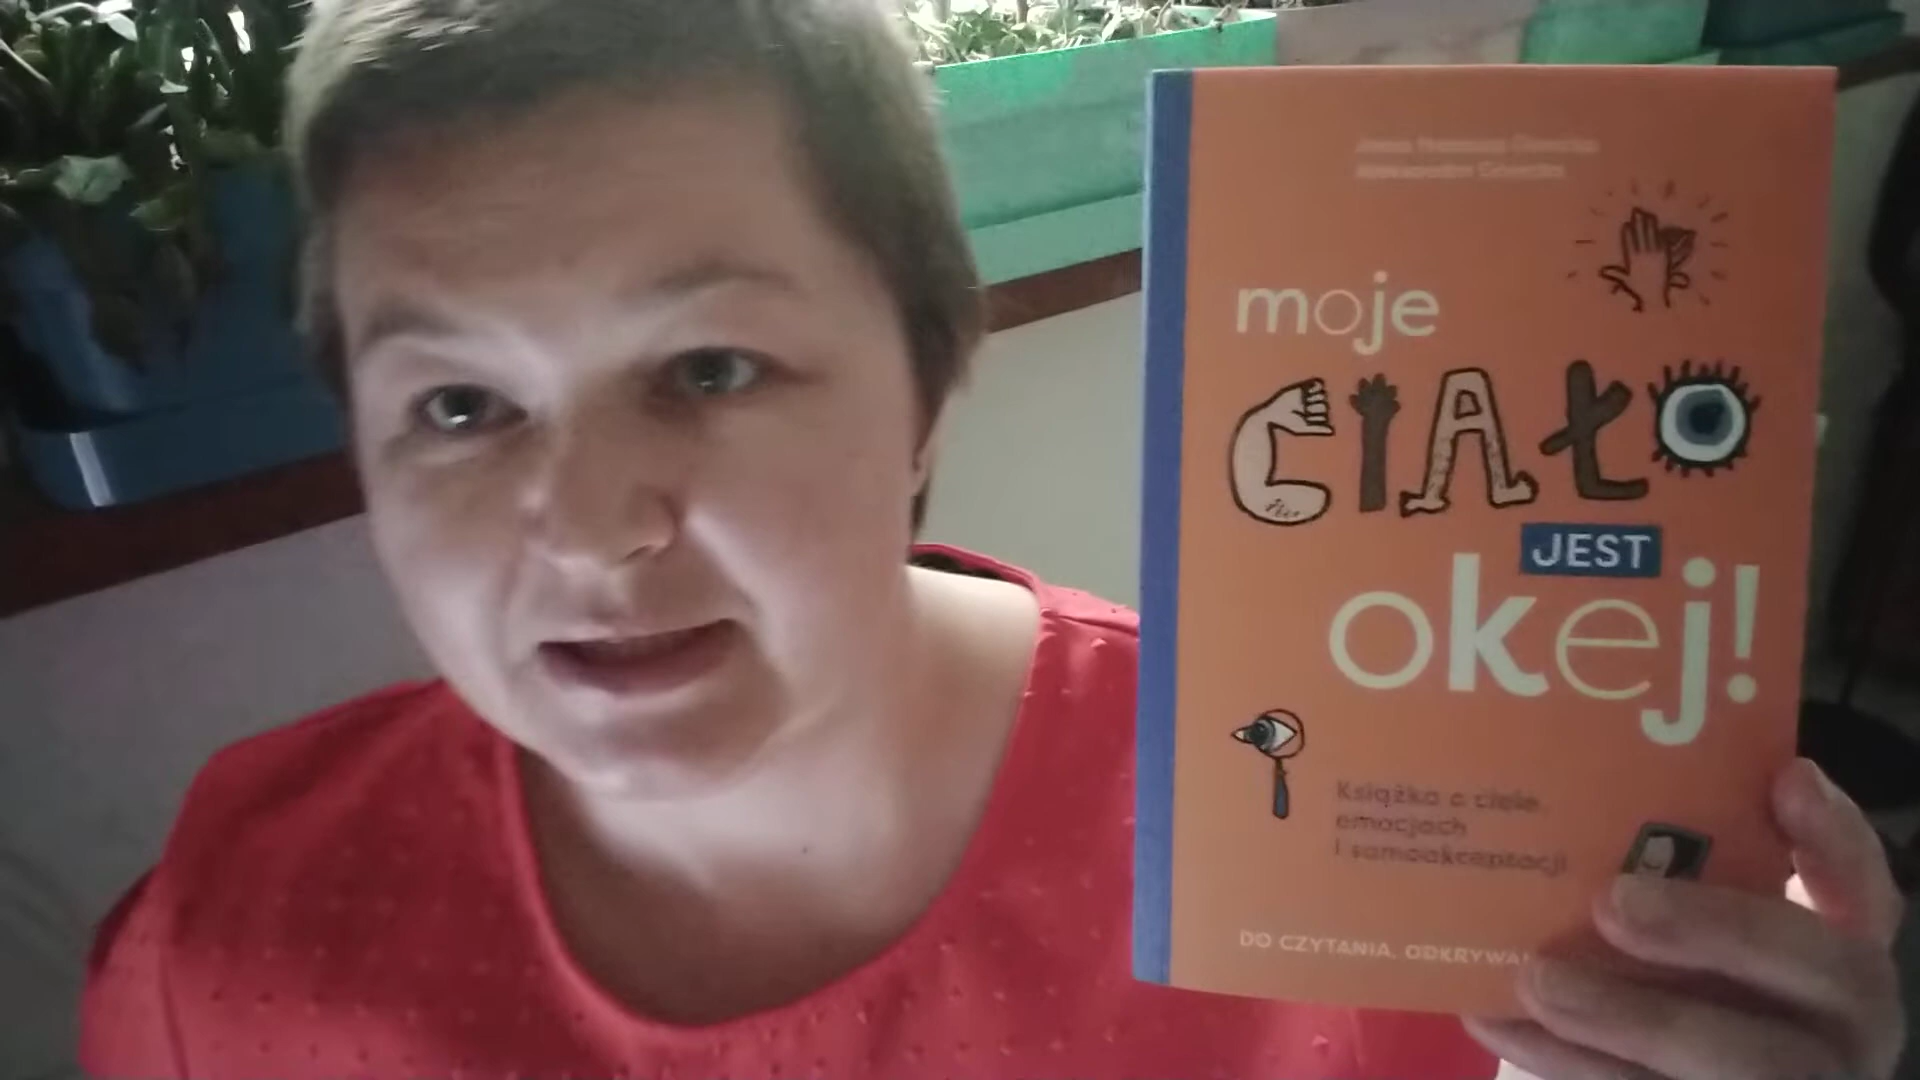 moje
CIAŁO
JEST
okej!
Książka o ciele,
emocjach
i samoakceptacji
DO CZYTANIA, ODKRYWA